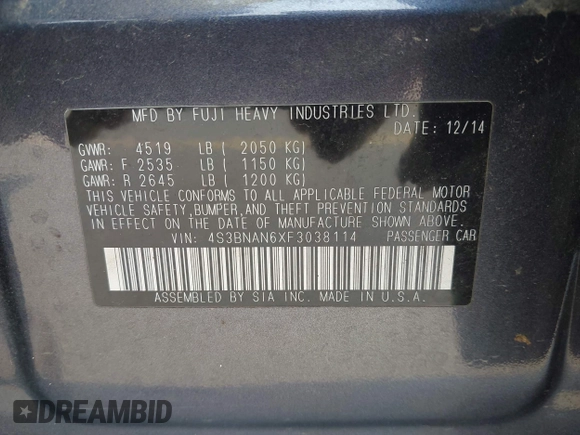 MFD BY FUJI HEAVY INDUSTRIES LTD.
DATE: 12/14
GVWR: 4519 LB ( 2050 KG)
GAWR: F 2535 LB ( 1150 KG)
GAWR: R 2645 LB ( 1200 KG)
THIS VEHICLE CONFORMS TO ALL APPLICABLE FEDERAL MOTOR
VEHICLE SAFETY,BUMPER,AND THEFT PREVENTION STANDARDS
IN EFFECT ON THE DATE OF MANUFACTURE SHOWN ABOVE.
VIN: 4S3BNAN6XF3038114 PASSENGER CAR
ASSEMBLED BY SIA INC. MADE IN U.S.A.
DREAMBID